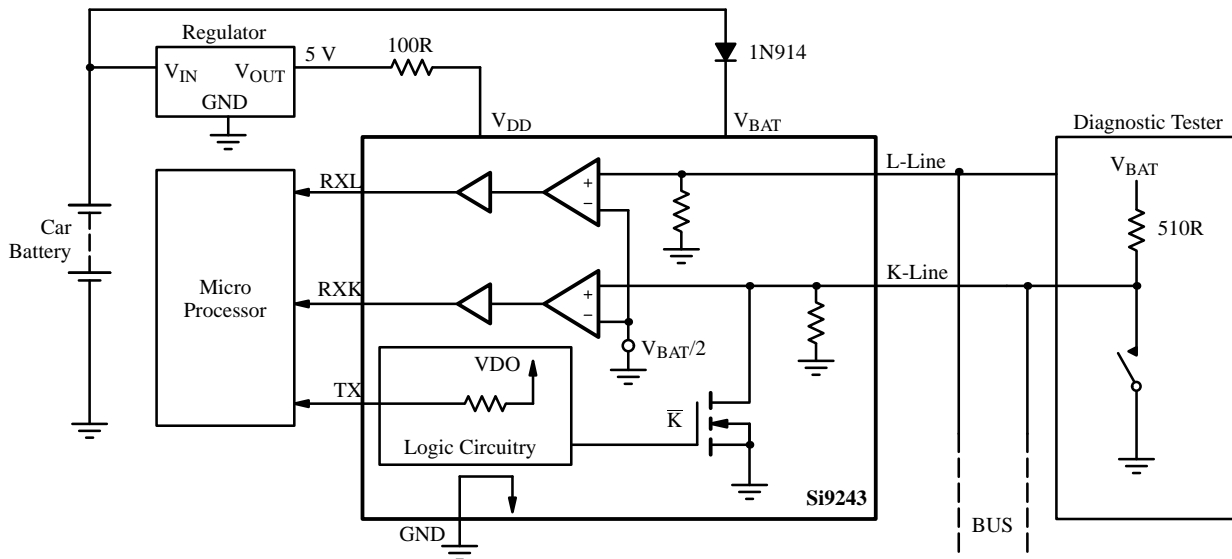 Regulator
5 V
100R
1N914
V_IN
V_OUT
GND
V_DD
V_BAT
Diagnostic Tester
RXL
L-Line
V_BAT
510R
Car
Battery
Micro
Processor
RXK
K-Line
V_BAT/2
TX
VDO
K̅
Logic Circuitry
Si9243
GND
BUS
+
−
+
−